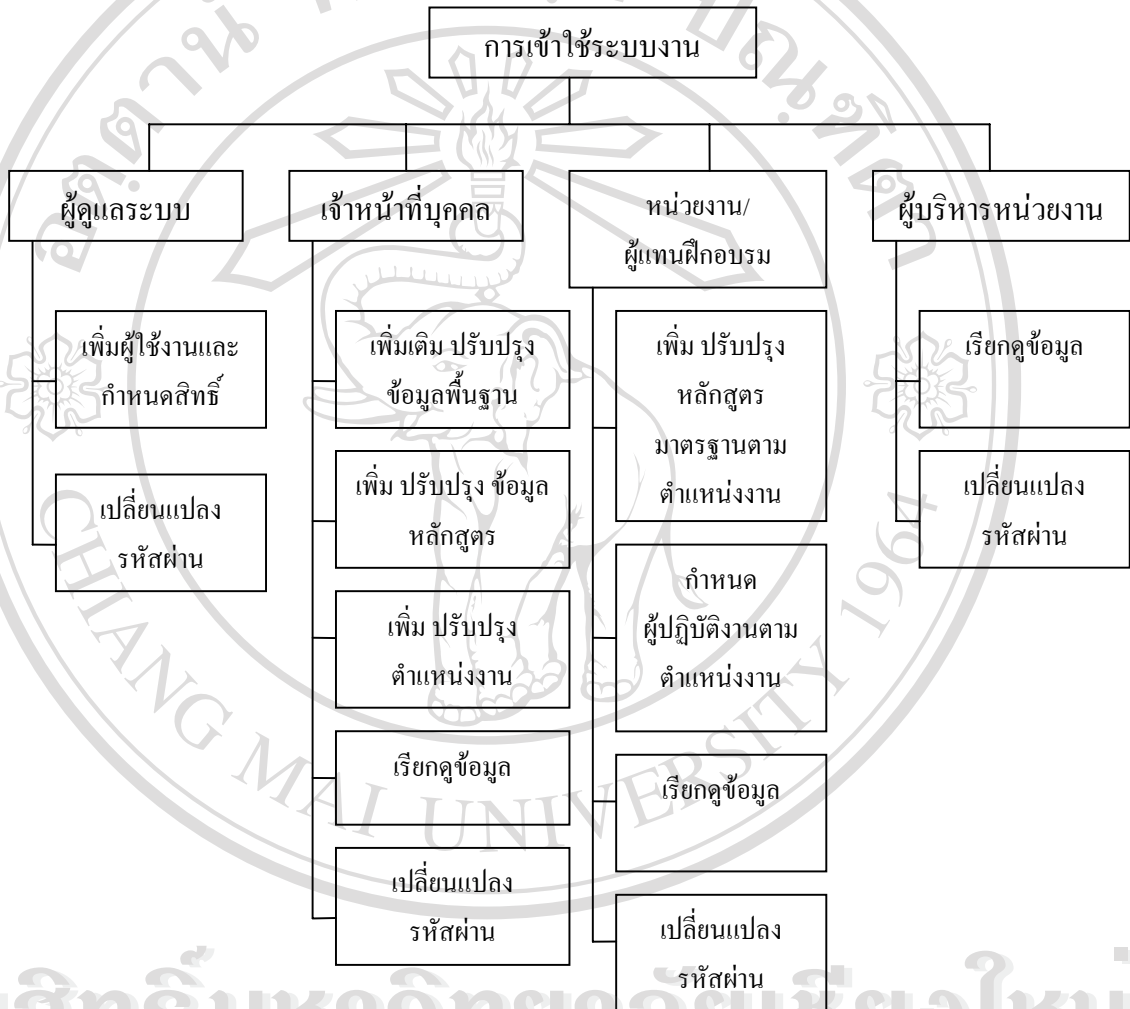 การเข้าใช้ระบบงาน
ผู้ดูแลระบบ
เจ้าหน้าที่บุคคล
หน่วยงาน/
ผู้แทนฝึกอบรม
ผู้บริหารหน่วยงาน
เพิ่มผู้ใช้งานและ
กำหนดสิทธิ์
เปลี่ยนแปลง
รหัสผ่าน
เพิ่มเติม ปรับปรุง
ข้อมูลพื้นฐาน
เพิ่ม ปรับปรุง ข้อมูล
หลักสูตร
เพิ่ม ปรับปรุง
ตำแหน่งงาน
เรียกดูข้อมูล
เปลี่ยนแปลง
รหัสผ่าน
เพิ่ม ปรับปรุง
หลักสูตร
มาตรฐานตาม
ตำแหน่งงาน
กำหนด
ผู้ปฏิบัติงานตาม
ตำแหน่งงาน
เรียกดูข้อมูล
เปลี่ยนแปลง
รหัสผ่าน
เรียกดูข้อมูล
เปลี่ยนแปลง
รหัสผ่าน
CHIANG MAI UNIVERSITY 1964